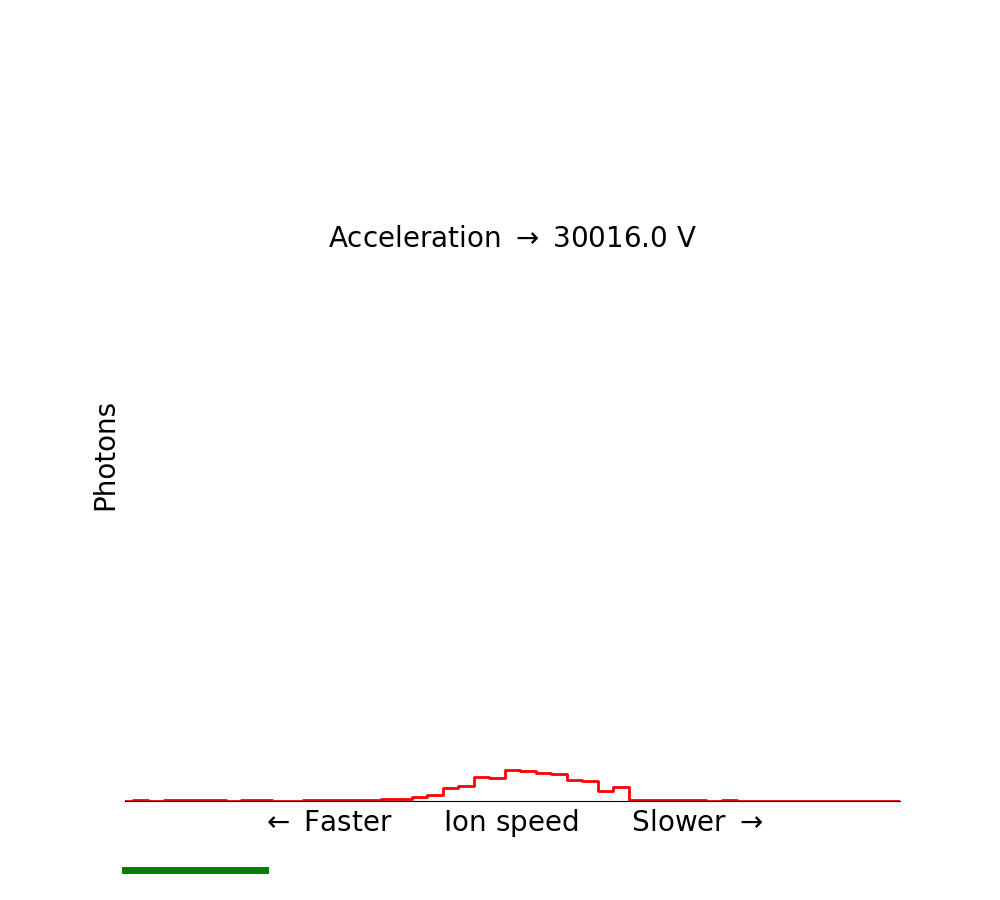 Acceleration → 30016.0 V
Photons
← Faster Ion speed Slower →